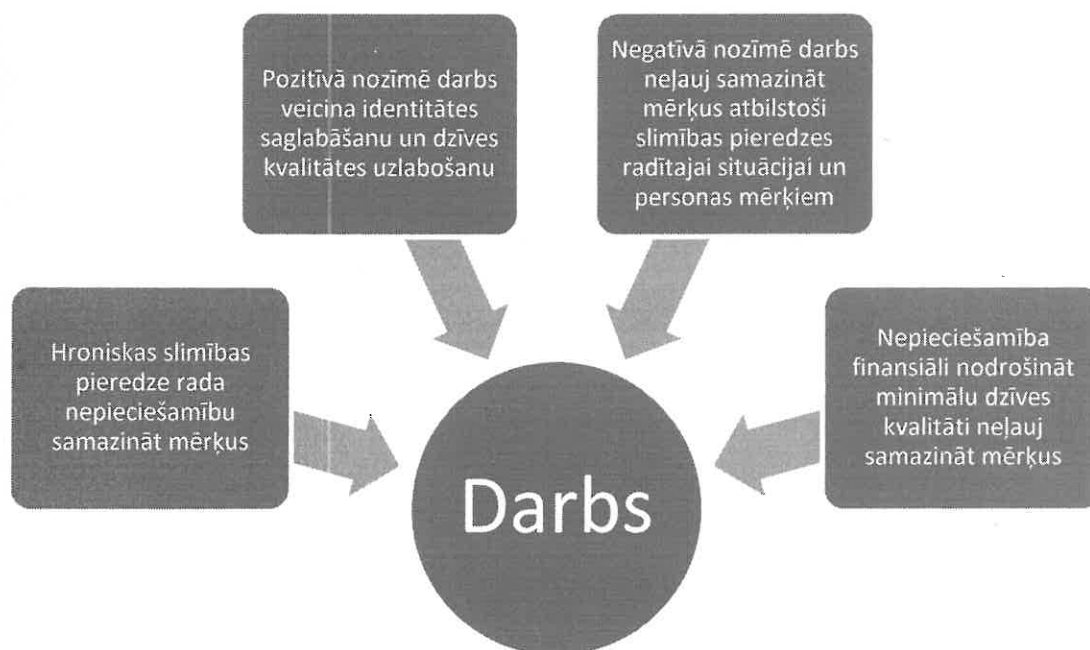 Pozitīvā nozīmē darbs
veicina identitātes
saglabāšanu un dzīves
kvalitātes uzlabošanu
Negatīvā nozīmē darbs
neļauj samazināt
mērķus atbilstoši
slimības pieredzes
radītajai situācijai un
personas mērķiem
Hroniskas slimības
pieredze rada
nepieciešamību
samazināt mērķus
Nepieciešamība
finansiāli nodrošināt
minimālu dzīves
kvalitāti neļauj
samazināt mērķus
Darbs